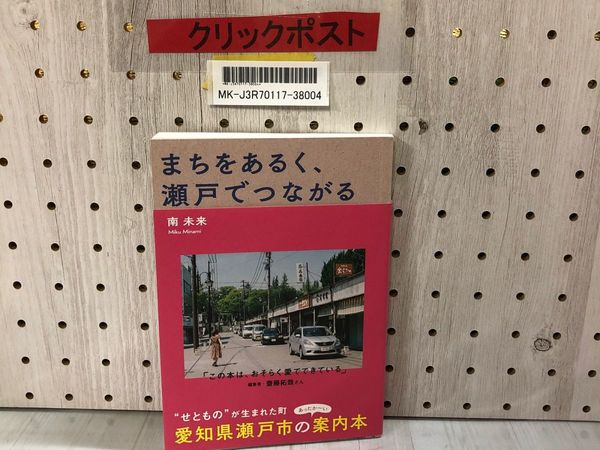 クリックポスト
MK-J3R70117-38004
まちをあるく、
瀬戸でつながる
南 未来
Miku Minami
「この本は、おそらく愛でできている」
編集者・齋藤拓哉さん
“せともの”が生まれた町
あったか〜い
愛知県瀬戸市の案内本